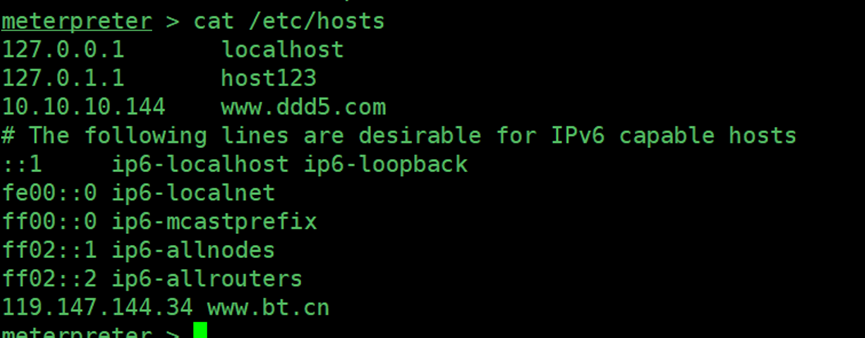 meterpreter > cat /etc/hosts
127.0.0.1 localhost
127.0.1.1 host123
10.10.10.144 www.ddd5.com
# The following lines are desirable for IPv6 capable hosts
::1 ip6-localhost ip6-loopback
fe00::0 ip6-localnet
ff00::0 ip6-mcastprefix
ff02::1 ip6-allnodes
ff02::2 ip6-allrouters
119.147.144.34 www.bt.cn
meterpreter >